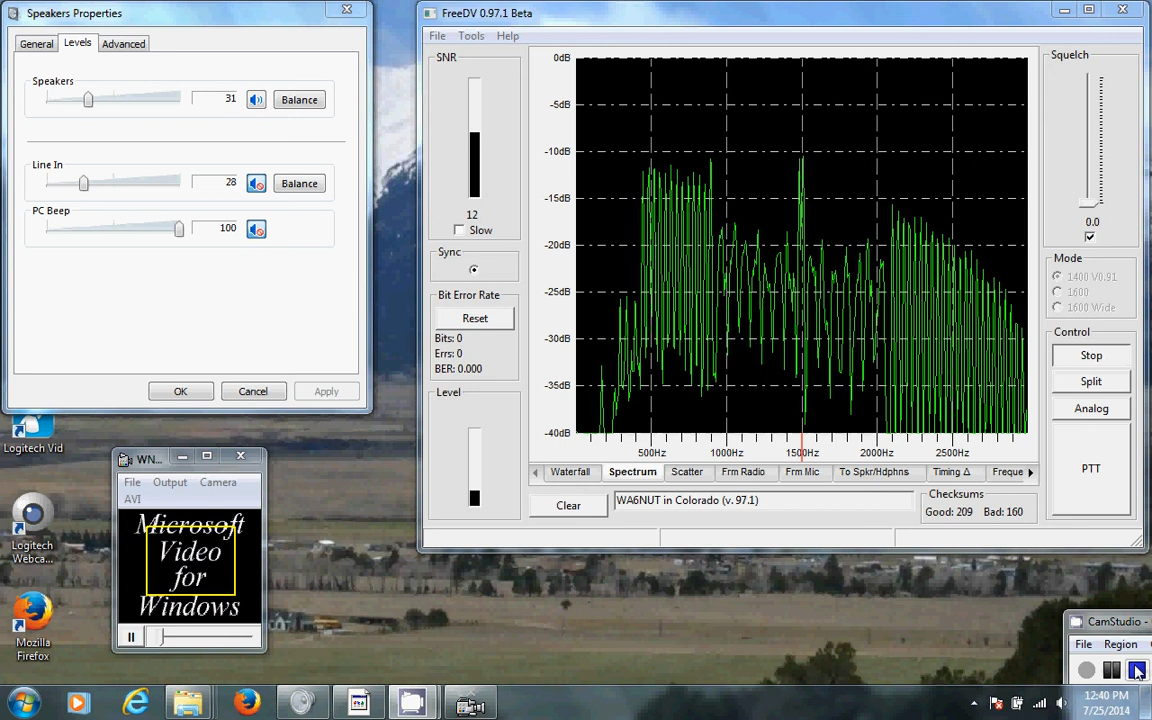 Speakers Properties
General
Levels
Advanced
Speakers
31
Balance
Line In
28
Balance
PC Beep
100
OK
Cancel
Apply
FreeDV 0.97.1 Beta
File Tools Help
SNR
12
Slow
Sync
Bit Error Rate
Reset
Bits: 0
Errs: 0
BER: 0.000
Level
0dB
-5dB
-10dB
-15dB
-20dB
-25dB
-30dB
-35dB
-40dB
500Hz 1000Hz 1500Hz 2000Hz 2500Hz
Waterfall Spectrum Scatter Frm Radio Frm Mic To Spkr/Hdphns Timing Δ Freque
Clear
WA6NUT in Colorado (v. 97.1)
Checksums
Good: 209 Bad: 160
Squelch
0.0
Mode
1400 V0.91
1600
1600 Wide
Control
Stop
Split
Analog
PTT
Logitech Vid
Logitech
Webca...
Mozilla
Firefox
WN...
File Output Camera
AVI
Microsoft
Video
for
Windows
CamStudio -
File Region
12:40 PM
7/25/2014